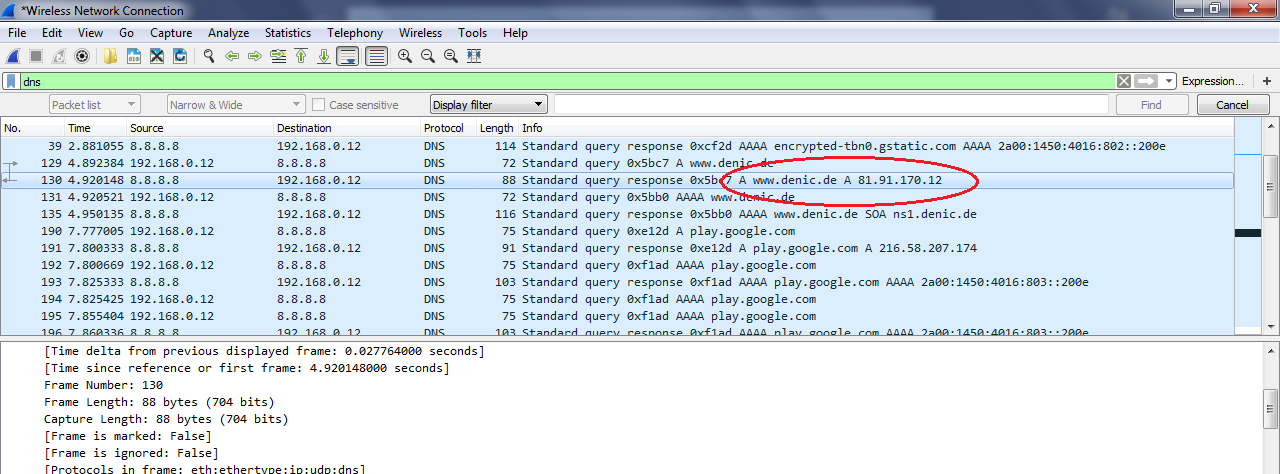 *Wireless Network Connection
File Edit View Go Capture Analyze Statistics Telephony Wireless Tools Help
dns Expression... +
Packet list Narrow & Wide Case sensitive Display filter Find Cancel
No. Time Source Destination Protocol Length Info
39 2.881055 8.8.8.8 192.168.0.12 DNS 114 Standard query response 0xcf2d AAAA encrypted-tbn0.gstatic.com AAAA 2a00:1450:4016:802::200e
129 4.892384 192.168.0.12 8.8.8.8 DNS 72 Standard query 0x5bc7 A www.denic.de
130 4.920148 8.8.8.8 192.168.0.12 DNS 88 Standard query response 0x5bc7 A www.denic.de A 81.91.170.12
131 4.920521 192.168.0.12 8.8.8.8 DNS 72 Standard query 0x5bb0 AAAA www.denic.de
135 4.950135 8.8.8.8 192.168.0.12 DNS 116 Standard query response 0x5bb0 AAAA www.denic.de SOA ns1.denic.de
190 7.777005 192.168.0.12 8.8.8.8 DNS 75 Standard query 0xe12d A play.google.com
191 7.800333 8.8.8.8 192.168.0.12 DNS 91 Standard query response 0xe12d A play.google.com A 216.58.207.174
192 7.800669 192.168.0.12 8.8.8.8 DNS 75 Standard query 0xf1ad AAAA play.google.com
193 7.825333 8.8.8.8 192.168.0.12 DNS 103 Standard query response 0xf1ad AAAA play.google.com AAAA 2a00:1450:4016:803::200e
194 7.825425 192.168.0.12 8.8.8.8 DNS 75 Standard query 0xf1ad AAAA play.google.com
195 7.855404 192.168.0.12 8.8.8.8 DNS 75 Standard query 0xf1ad AAAA play.google.com
196 7.860336 8.8.8.8 192.168.0.12 DNS 103 Standard query response 0xf1ad AAAA play.google.com AAAA 2a00:1450:4016:803::200e
[Time delta from previous displayed frame: 0.027764000 seconds]
[Time since reference or first frame: 4.920148000 seconds]
Frame Number: 130
Frame Length: 88 bytes (704 bits)
Capture Length: 88 bytes (704 bits)
[Frame is marked: False]
[Frame is ignored: False]
[Protocols in frame: eth:ethertype:ip:udp:dns]